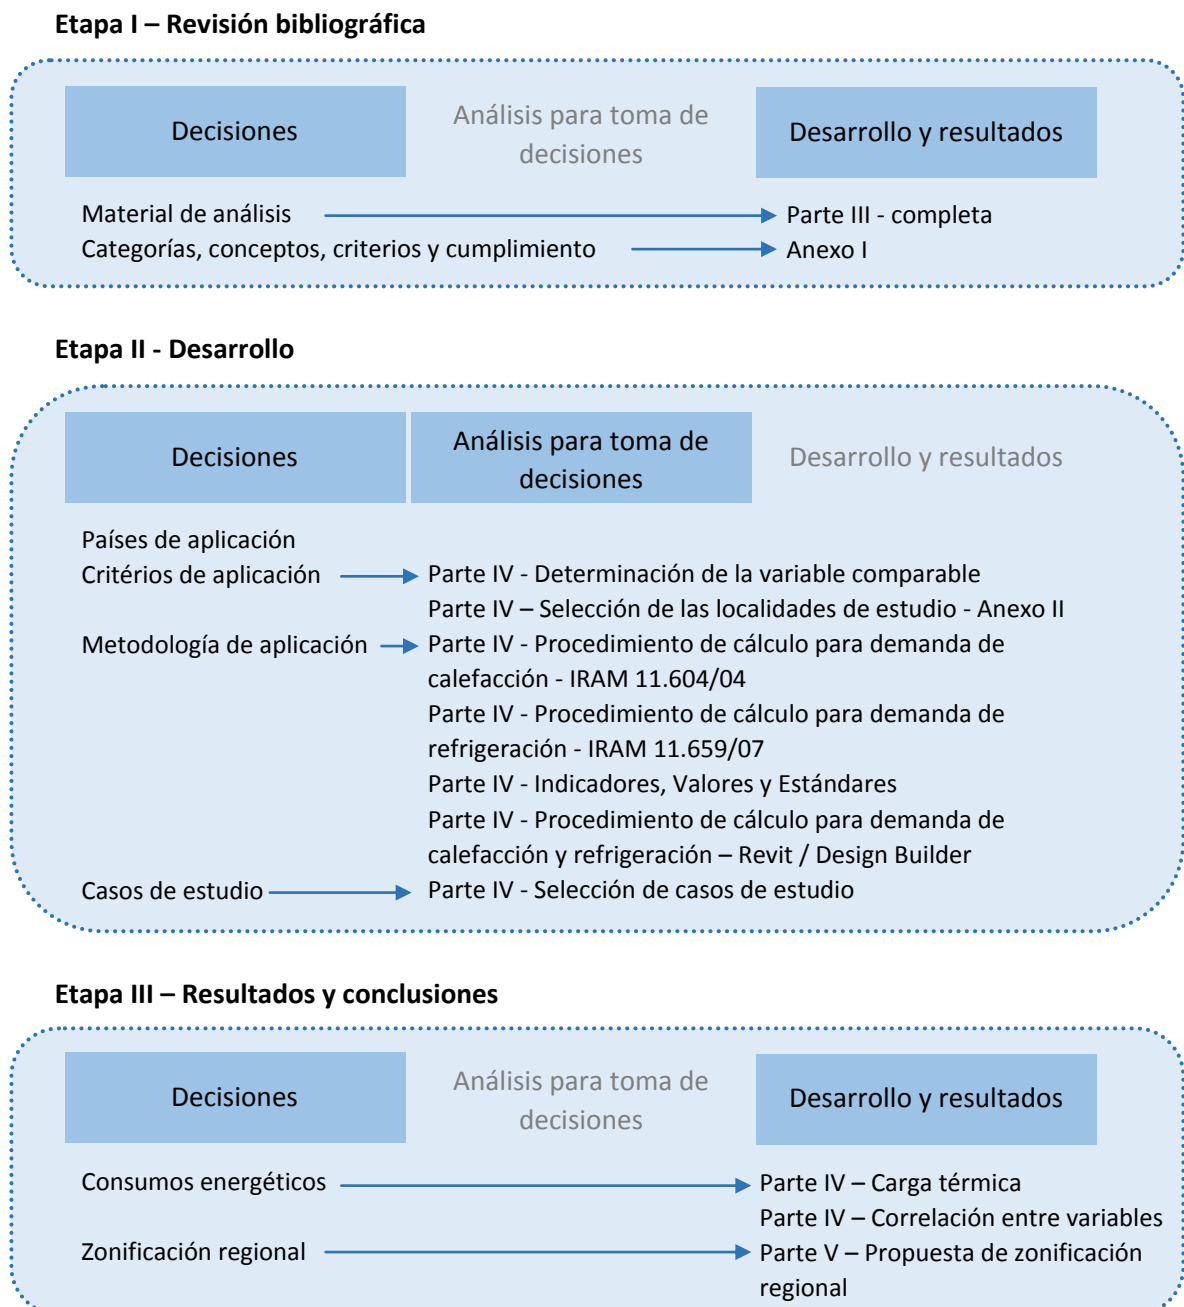 Etapa I – Revisión bibliográfica
Decisiones
Análisis para toma de
decisiones
Desarrollo y resultados
Material de análisis
Parte III - completa
Categorías, conceptos, criterios y cumplimiento
Anexo I
Etapa II - Desarrollo
Decisiones
Análisis para toma de
decisiones
Desarrollo y resultados
Países de aplicación
Critérios de aplicación
Parte IV - Determinación de la variable comparable
Parte IV – Selección de las localidades de estudio - Anexo II
Metodología de aplicación
Parte IV - Procedimiento de cálculo para demanda de
calefacción - IRAM 11.604/04
Parte IV - Procedimiento de cálculo para demanda de
refrigeración - IRAM 11.659/07
Parte IV - Indicadores, Valores y Estándares
Parte IV - Procedimiento de cálculo para demanda de
calefacción y refrigeración – Revit / Design Builder
Casos de estudio
Parte IV - Selección de casos de estudio
Etapa III – Resultados y conclusiones
Decisiones
Análisis para toma de
decisiones
Desarrollo y resultados
Consumos energéticos
Parte IV – Carga térmica
Parte IV – Correlación entre variables
Zonificación regional
Parte V – Propuesta de zonificación
regional